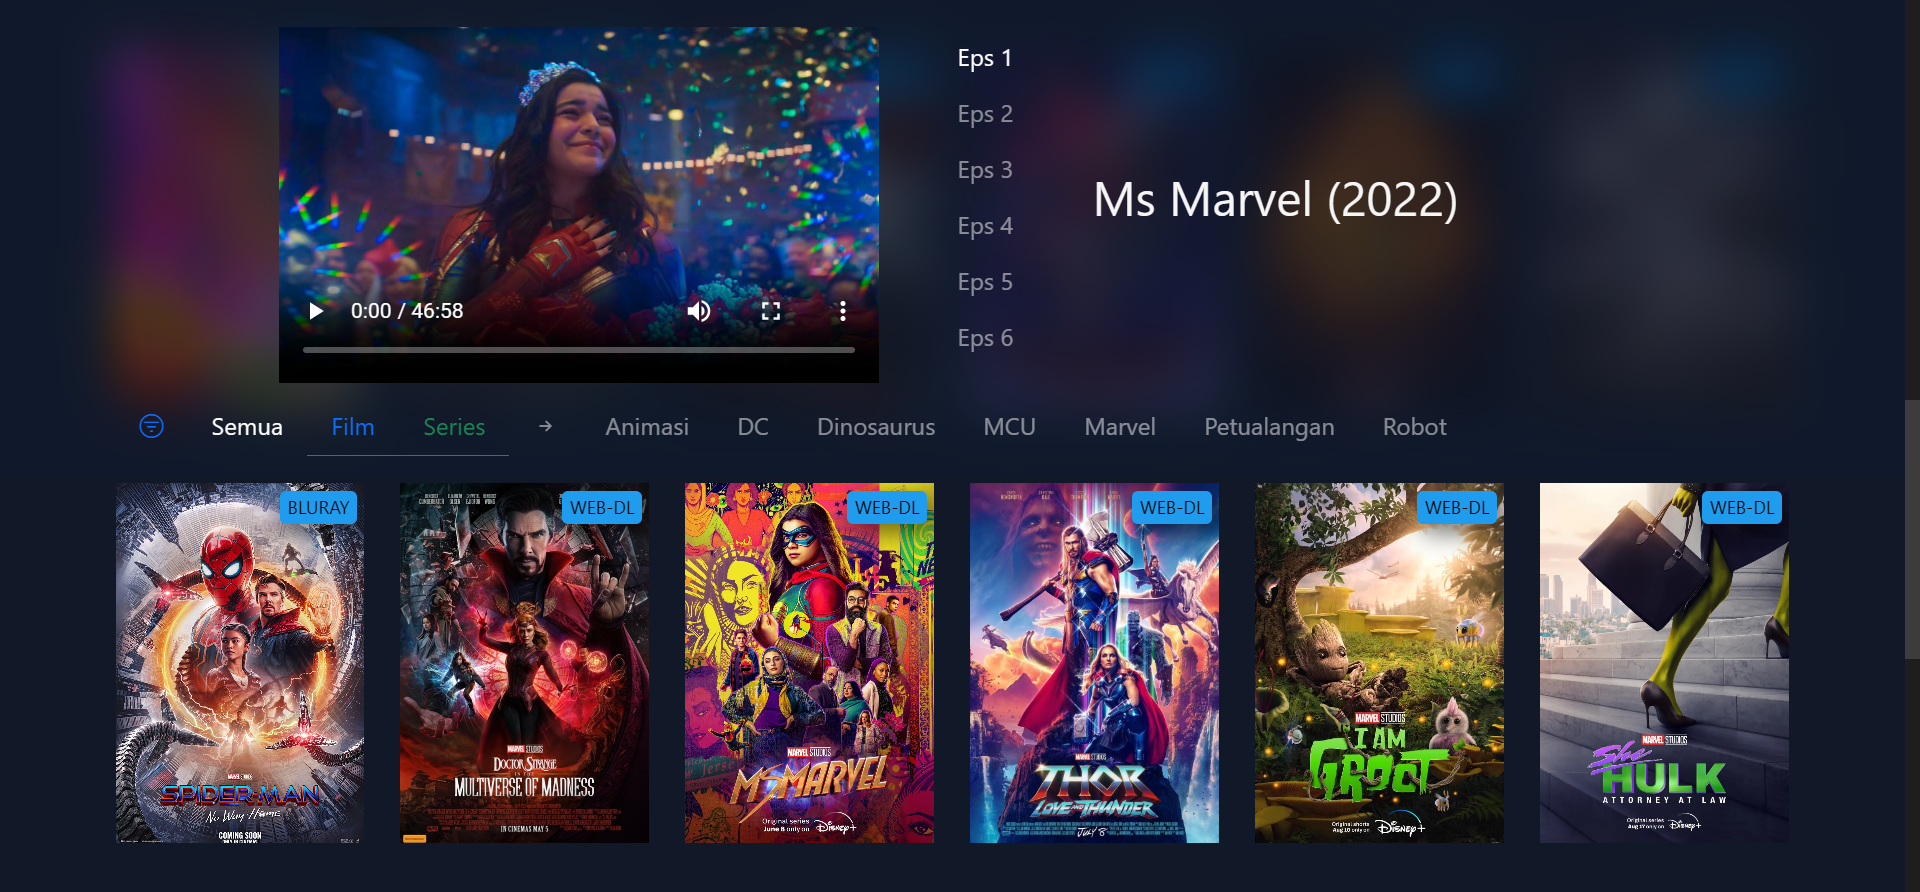 Eps 1
Eps 2
Eps 3
Ms Marvel (2022)
Eps 4
Eps 5
0:00 / 46:58
Eps 6
Semua Film Series → Animasi DC Dinosaurus MCU Marvel Petualangan Robot
BLURAY
SPIDER-MAN
No Way Home
COMING SOON
WEB-DL
MARVEL STUDIOS
DOCTOR STRANGE
IN THE
MULTIVERSE OF MADNESS
IN CINEMAS MAY 5
WEB-DL
MARVEL STUDIOS
MS MARVEL
Original series
June 8 only on Disney+
WEB-DL
MARVEL STUDIOS
THOR
LOVE AND THUNDER
JULY 8
WEB-DL
MARVEL STUDIOS
I AM
GROOT
Original shorts
Aug 10 only on Disney+
WEB-DL
MARVEL STUDIOS
She
HULK
ATTORNEY AT LAW
Original series
Aug 17 only on Disney+